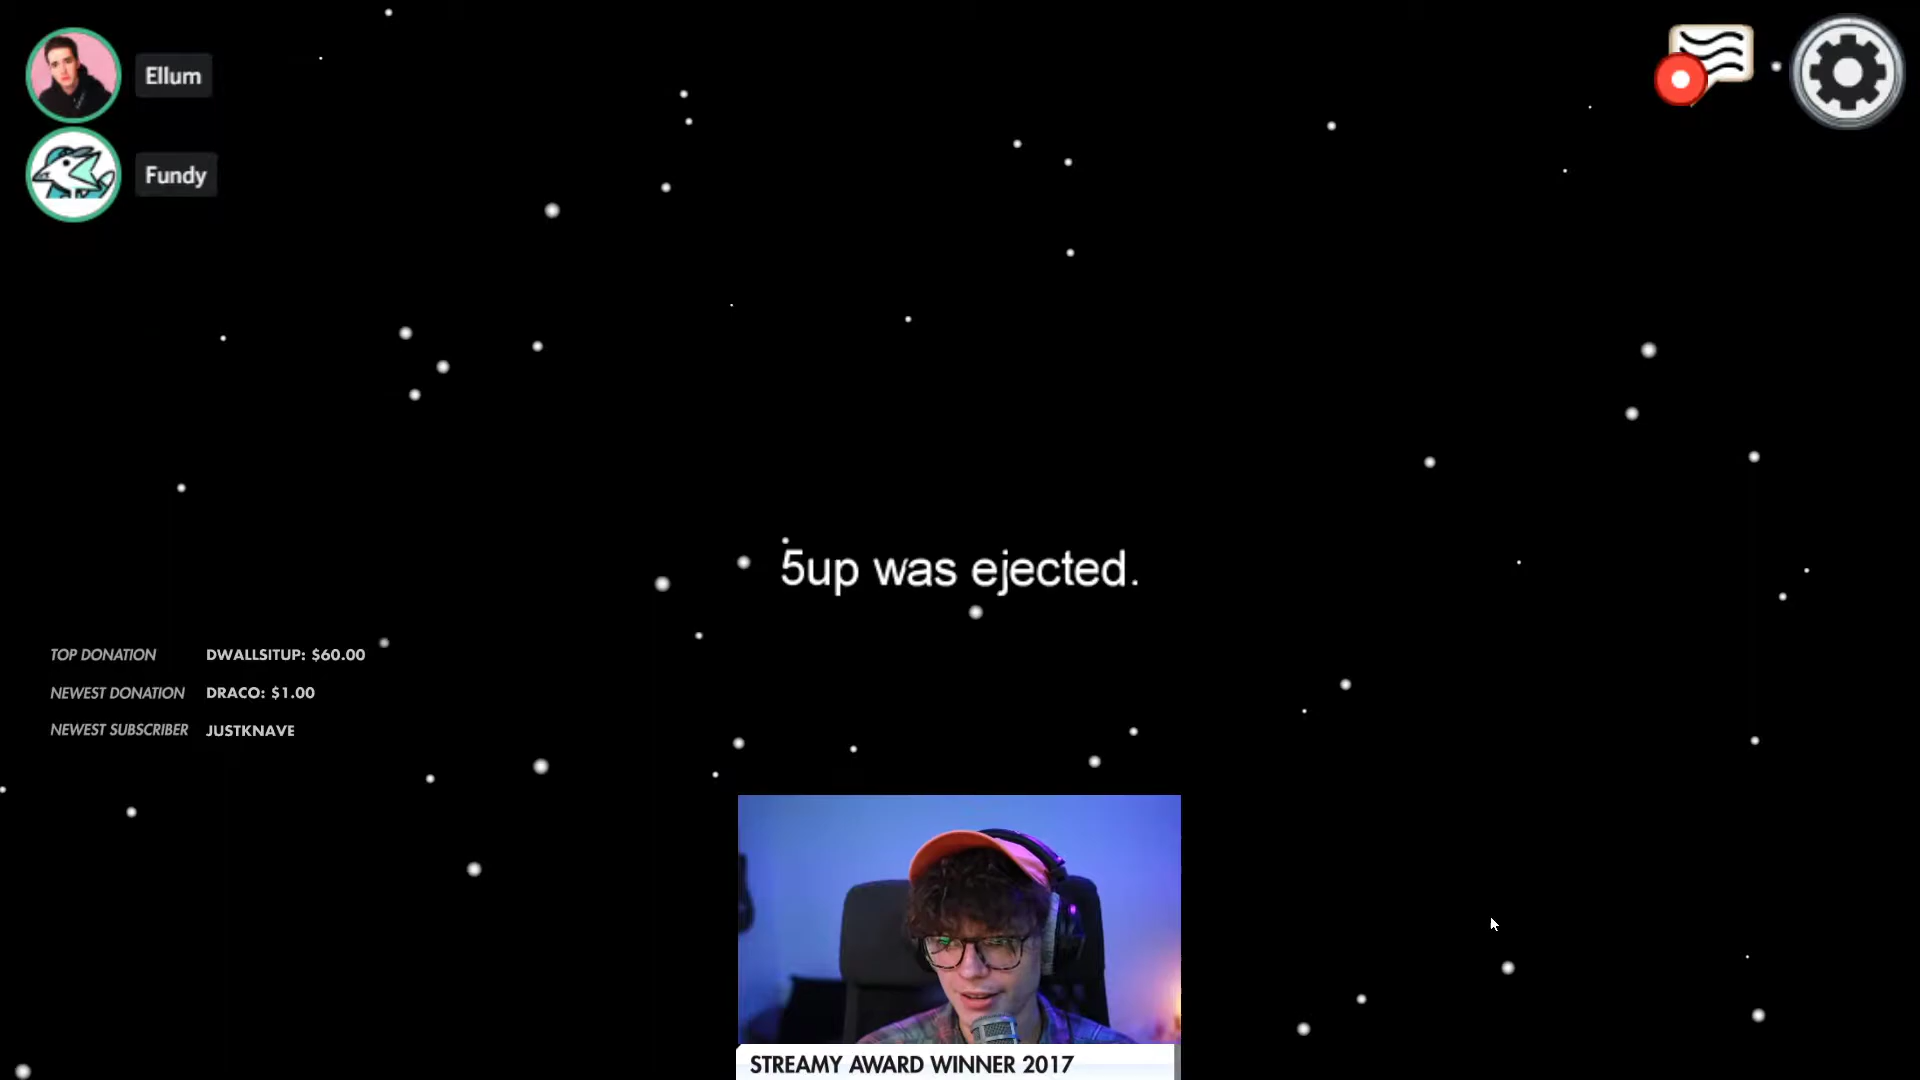 Ellum
Fundy
5up was ejected.
TOP DONATION DWALLSITUP: $60.00
NEWEST DONATION DRACO: $1.00
NEWEST SUBSCRIBER JUSTKNAVE
STREAMY AWARD WINNER 2017